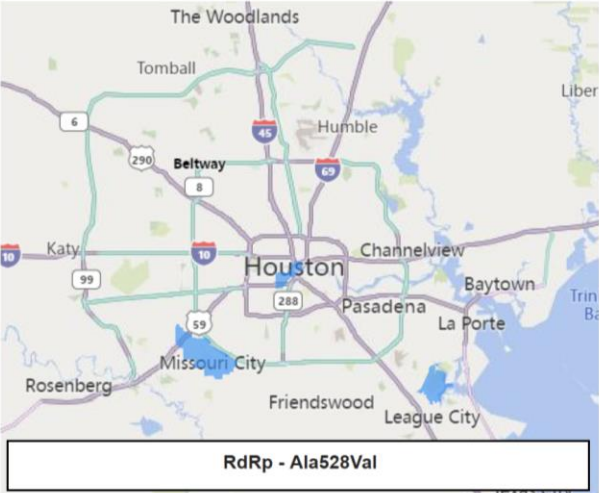 The Woodlands
Tomball
Liber
6
45
Humble
290
Beltway
69
8
Katy
10
10
Channelview
Houston
99
288
Baytown
Trin
Ba
Pasadena
59
La Porte
Missouri City
Rosenberg
Friendswood
League City
RdRp - Ala528Val